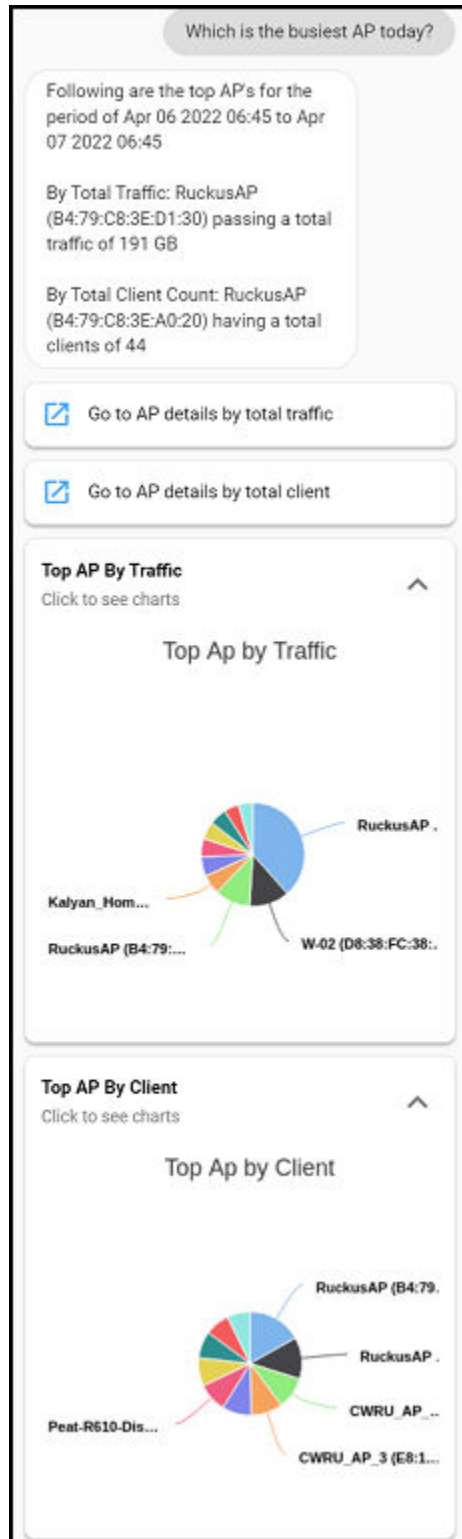 Which is the busiest AP today?
Following are the top AP's for the
period of Apr 06 2022 06:45 to Apr
07 2022 06:45
By Total Traffic: RuckusAP
(B4:79:C8:3E:D1:30) passing a total
traffic of 191 GB
By Total Client Count: RuckusAP
(B4:79:C8:3E:A0:20) having a total
clients of 44
Go to AP details by total traffic
Go to AP details by total client
Top AP By Traffic
Click to see charts
Top Ap by Traffic
RuckusAP .
Kalyan_Hom...
RuckusAP (B4:79:...
W-02 (D8:38:FC:38:.
Top AP By Client
Click to see charts
Top Ap by Client
RuckusAP (B4:79.
RuckusAP .
CWRU_AP_...
Peat-R610-Dis...
CWRU_AP_3 (E8:1...